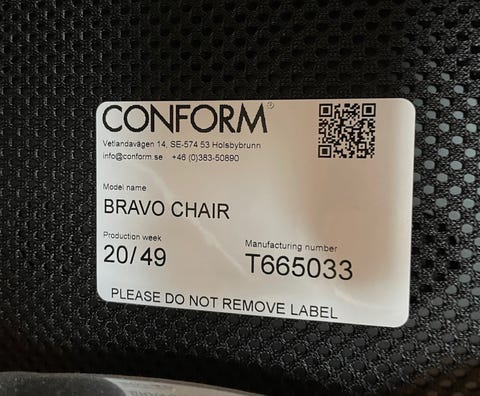 CONFORM®
Vetlandavägen 14, SE-574 53 Holsbybrunn
info@conform.se +46 (0)383-50890
Model name
BRAVO CHAIR
Production week
20/49
Manufacturing number
T665033
PLEASE DO NOT REMOVE LABEL